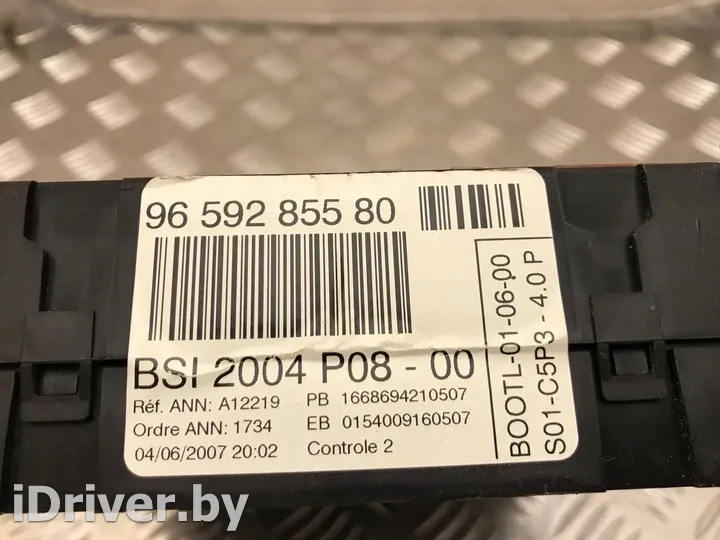 96 592 855 80
BSI 2004 P08 - 00
Réf. ANN: A12219 PB 1668694210507
Ordre ANN: 1734 EB 0154009160507
04/06/2007 20:02 Controle 2
BOOTL-01-06-00
S01-C5P3 - 4.0 P
iDriver.by